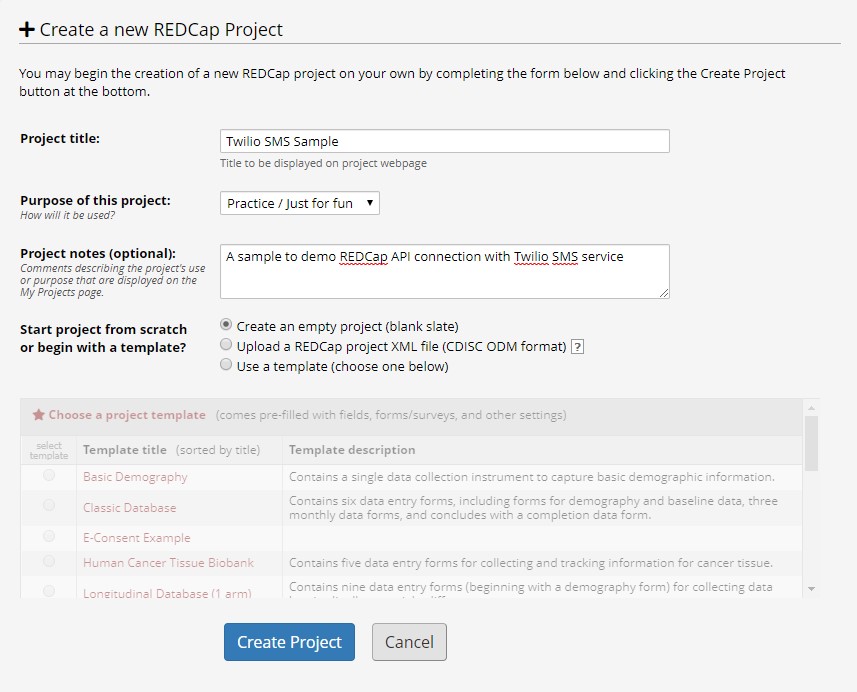 Create a new REDCap Project
You may begin the creation of a new REDCap project on your own by completing the form below and clicking the Create Project
button at the bottom.
Project title:
Twilio SMS Sample
Title to be displayed on project webpage
Purpose of this project:
How will it be used?
Practice / Just for fun
Project notes (optional):
Comments describing the project's use
or purpose that are displayed on the
My Projects page.
A sample to demo REDCap API connection with Twilio SMS service
Start project from scratch
or begin with a template?
Create an empty project (blank slate)
Upload a REDCap project XML file (CDISC ODM format) ?
Use a template (choose one below)
Choose a project template (comes pre-filled with fields, forms/surveys, and other settings)
select
template
Template title (sorted by title)
Template description
Basic Demography
Contains a single data collection instrument to capture basic demographic information.
Classic Database
Contains six data entry forms, including forms for demography and baseline data, three
monthly data forms, and concludes with a completion data form.
E-Consent Example
Human Cancer Tissue Biobank
Contains five data entry forms for collecting and tracking information for cancer tissue.
Longitudinal Database (1 arm)
Contains nine data entry forms (beginning with a demography form) for collecting data
Create Project
Cancel